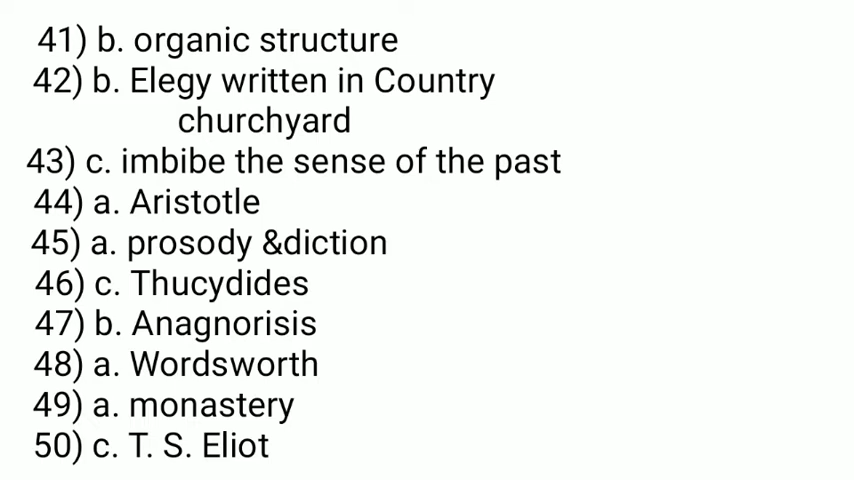 41) b. organic structure
42) b. Elegy written in Country
churchyard
43) c. imbibe the sense of the past
44) a. Aristotle
45) a. prosody &diction
46) c. Thucydides
47) b. Anagnorisis
48) a. Wordsworth
49) a. monastery
50) c. T. S. Eliot